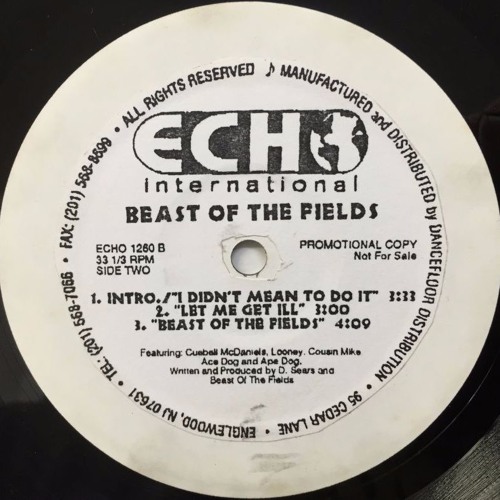 ALL RIGHTS RESERVED ♪ MANUFACTURED and DISTRIBUTED by DANCEFLOOR DISTRIBUTION • 95 CEDAR LANE • ENGLEWOOD, NJ 07631 • TEL: (201) 568-7066 • FAX: (201) 568-8699 •
ECHO
international
BEAST OF THE FIELDS
ECHO 1260 B PROMOTIONAL COPY
33 1/3 RPM Not For Sale
SIDE TWO
1. INTRO./"I DIDN'T MEAN TO DO IT" 3:33
2. "LET ME GET ILL" 3:00
3. "BEAST OF THE FIELDS" 4:09
Featuring: Cueball McDaniels, Looney, Cousin Mike
Ace Dog and Ape Dog.
Written and Produced by D. Sears and
Beast Of The Fields